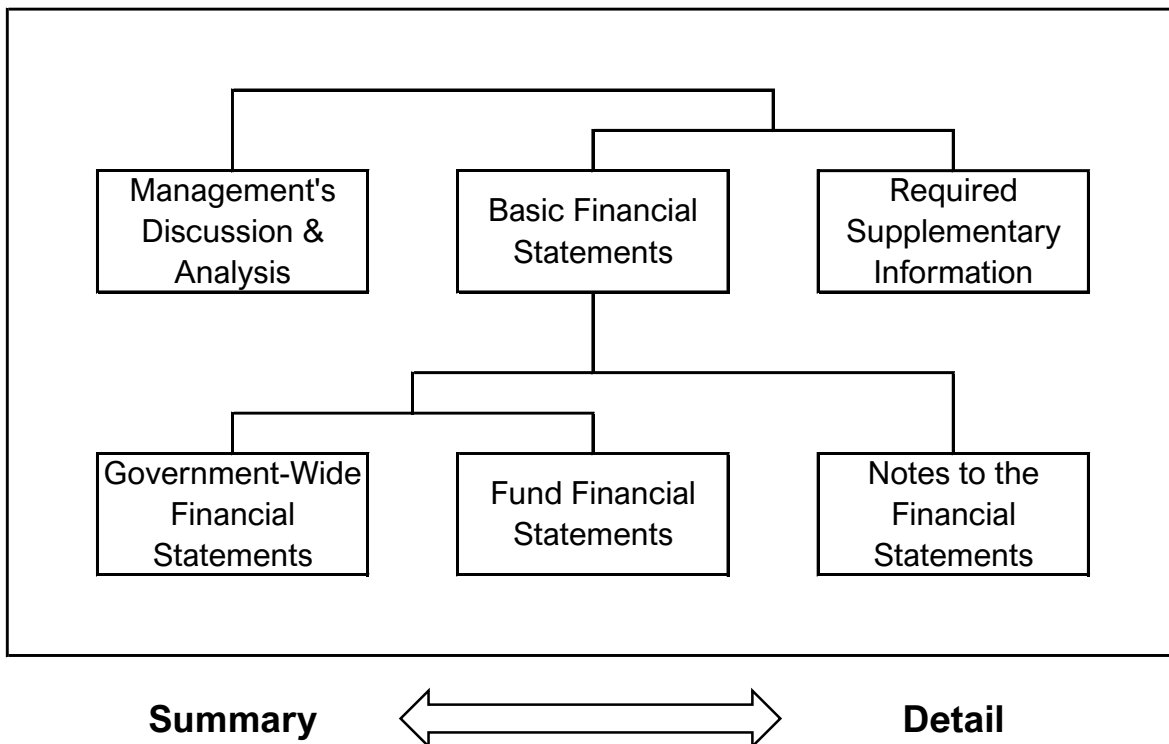 Management's
Discussion &
Analysis
Basic Financial
Statements
Required
Supplementary
Information
Government-Wide
Financial
Statements
Fund Financial
Statements
Notes to the
Financial
Statements
Summary
Detail